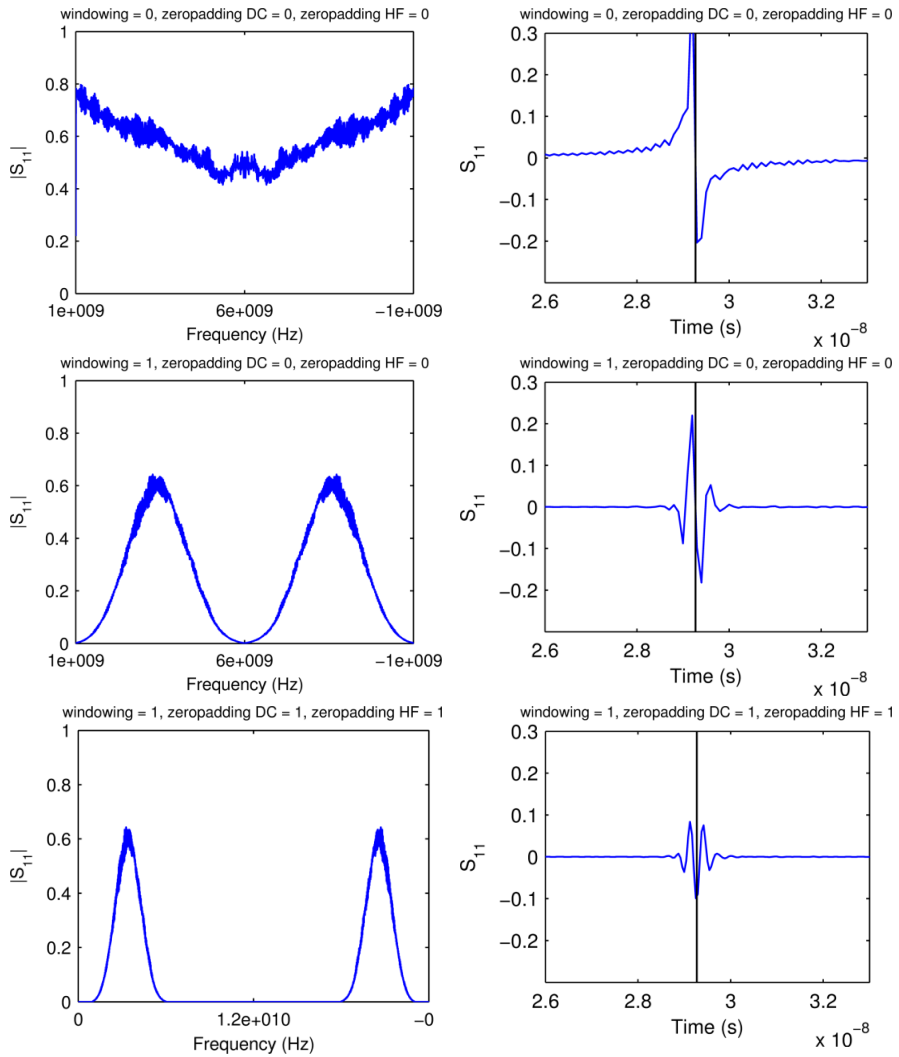 windowing = 0, zeropadding DC = 0, zeropadding HF = 0
1
0.8
0.6
0.4
0.2
0
|S11|
1e+009
6e+009
−1e+009
Frequency (Hz)
windowing = 0, zeropadding DC = 0, zeropadding HF = 0
0.3
0.2
0.1
0
−0.1
−0.2
S11
2.6
2.8
3
3.2
Time (s)
x 10−8
windowing = 1, zeropadding DC = 0, zeropadding HF = 0
1
0.8
0.6
0.4
0.2
0
|S11|
1e+009
6e+009
−1e+009
Frequency (Hz)
windowing = 1, zeropadding DC = 0, zeropadding HF = 0
0.3
0.2
0.1
0
−0.1
−0.2
S11
2.6
2.8
3
3.2
Time (s)
x 10−8
windowing = 1, zeropadding DC = 1, zeropadding HF = 1
1
0.8
0.6
0.4
0.2
0
|S11|
0
1.2e+010
−0
Frequency (Hz)
windowing = 1, zeropadding DC = 1, zeropadding HF = 1
0.3
0.2
0.1
0
−0.1
−0.2
S11
2.6
2.8
3
3.2
Time (s)
x 10−8